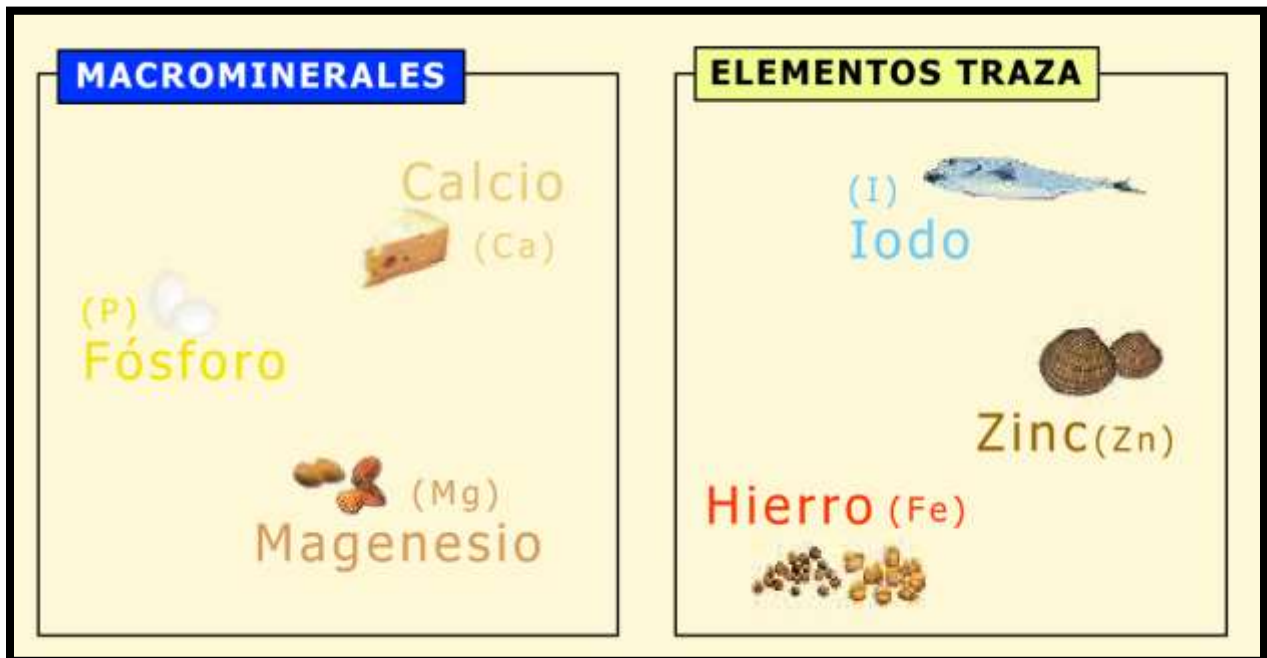 MACROMINERALES
Calcio
(Ca)
(P)
Fósforo
(Mg)
Magenesio
ELEMENTOS TRAZA
(I)
Iodo
Zinc (Zn)
Hierro (Fe)